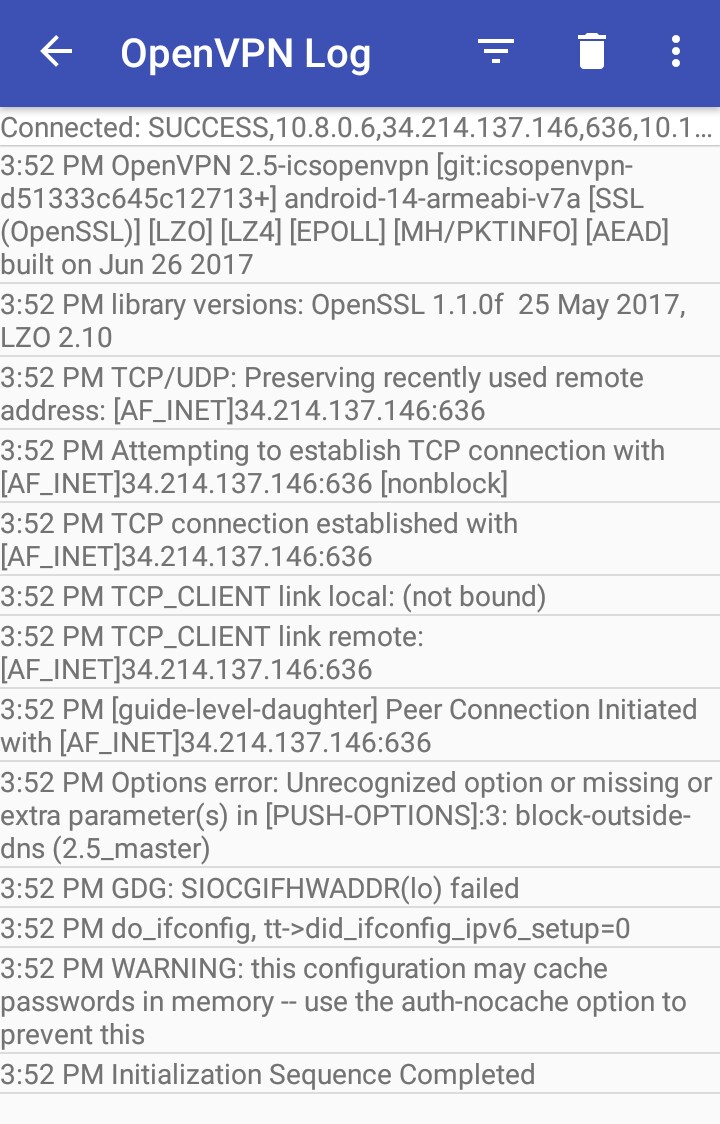 OpenVPN Log
Connected: SUCCESS,10.8.0.6,34.214.137.146,636,10.1...
3:52 PM OpenVPN 2.5-icsopenvpn [git:icsopenvpn-
d51333c645c12713+] android-14-armeabi-v7a [SSL
(OpenSSL)] [LZO] [LZ4] [EPOLL] [MH/PKTINFO] [AEAD]
built on Jun 26 2017
3:52 PM library versions: OpenSSL 1.1.0f  25 May 2017,
LZO 2.10
3:52 PM TCP/UDP: Preserving recently used remote
address: [AF_INET]34.214.137.146:636
3:52 PM Attempting to establish TCP connection with
[AF_INET]34.214.137.146:636 [nonblock]
3:52 PM TCP connection established with
[AF_INET]34.214.137.146:636
3:52 PM TCP_CLIENT link local: (not bound)
3:52 PM TCP_CLIENT link remote:
[AF_INET]34.214.137.146:636
3:52 PM [guide-level-daughter] Peer Connection Initiated
with [AF_INET]34.214.137.146:636
3:52 PM Options error: Unrecognized option or missing or
extra parameter(s) in [PUSH-OPTIONS]:3: block-outside-
dns (2.5_master)
3:52 PM GDG: SIOCGIFHWADDR(lo) failed
3:52 PM do_ifconfig, tt->did_ifconfig_ipv6_setup=0
3:52 PM WARNING: this configuration may cache
passwords in memory -- use the auth-nocache option to
prevent this
3:52 PM Initialization Sequence Completed